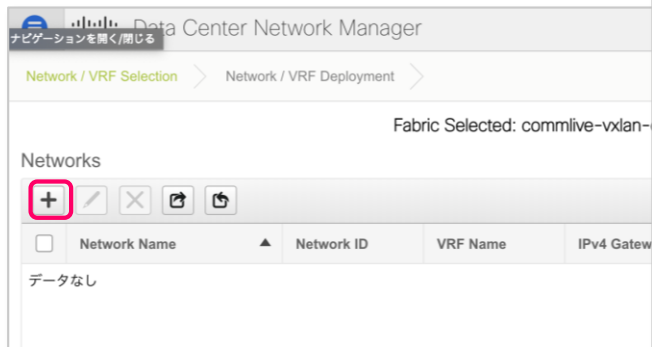 Data Center Network Manager
ナビゲーションを開く/閉じる
Network / VRF Selection Network / VRF Deployment
Fabric Selected: commlive-vxlan-
Networks
Network Name Network ID VRF Name IPv4 Gatew
データなし